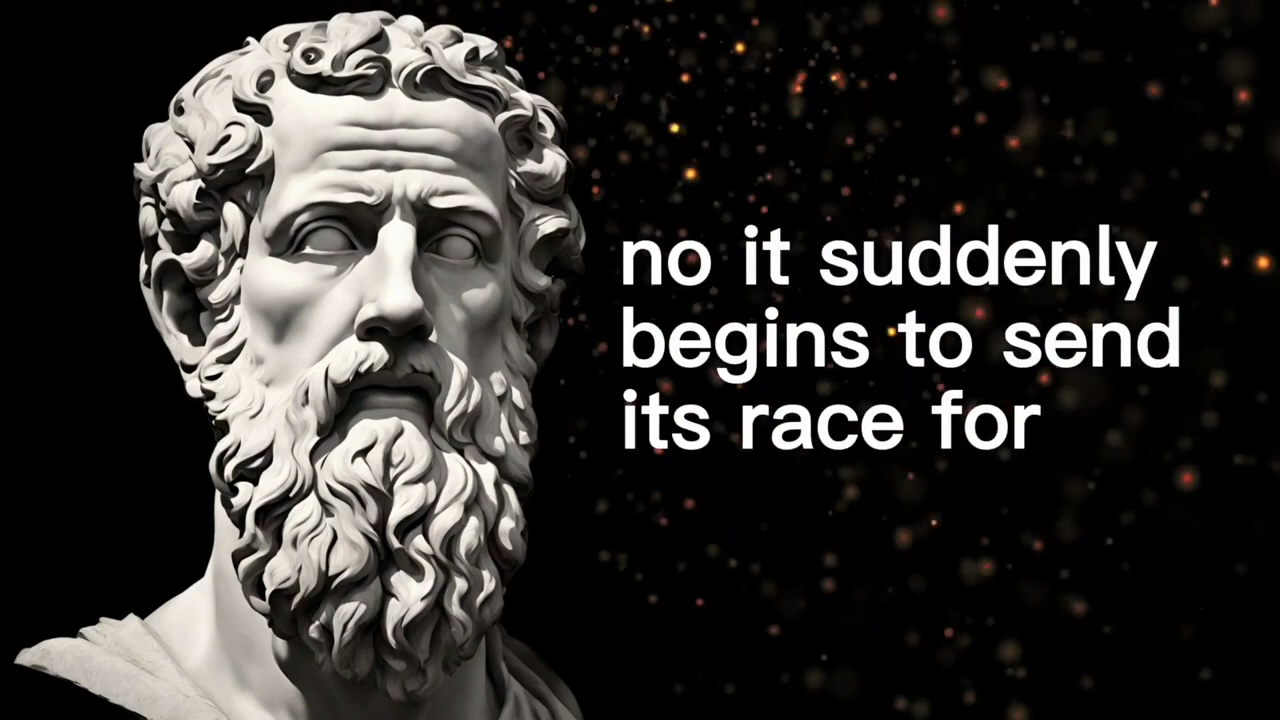 no it suddenly
begins to send
its race for